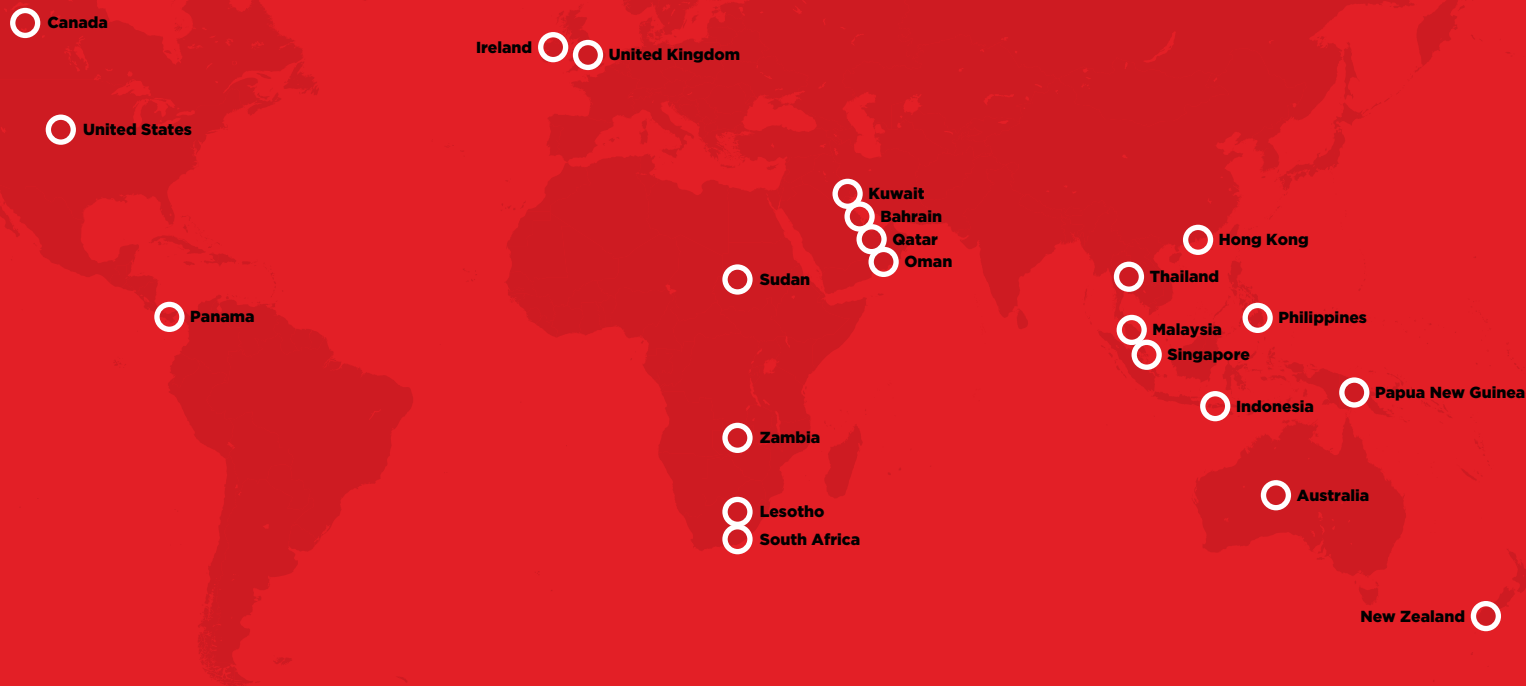 Canada
Ireland
United Kingdom
United States
Kuwait
Bahrain
Qatar
Hong Kong
Oman
Thailand
Sudan
Panama
Philippines
Malaysia
Singapore
Papua New Guinea
Indonesia
Zambia
Australia
Lesotho
South Africa
New Zealand